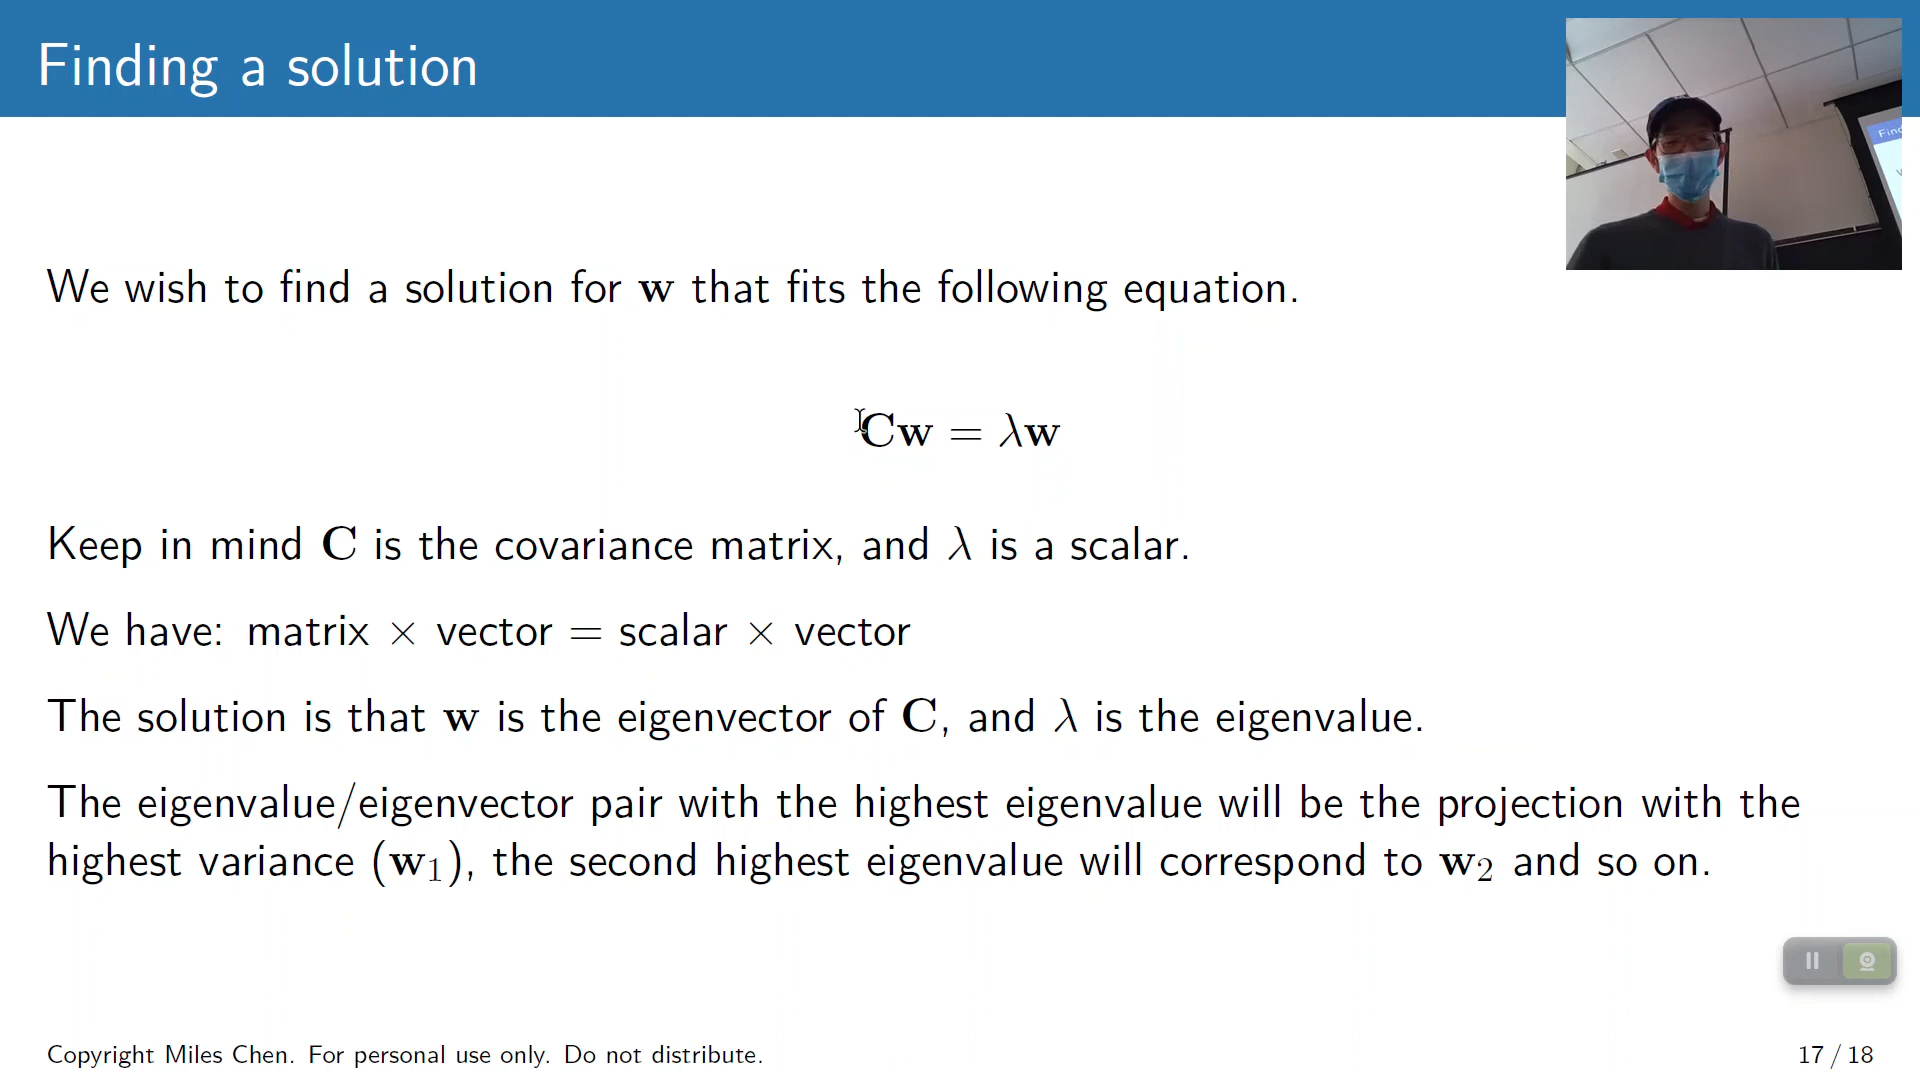 Finding a solution
We wish to find a solution for w that fits the following equation.
Cw = λw
Keep in mind C is the covariance matrix, and λ is a scalar.
We have: matrix × vector = scalar × vector
The solution is that w is the eigenvector of C, and λ is the eigenvalue.
The eigenvalue/eigenvector pair with the highest eigenvalue will be the projection with the
highest variance (w₁), the second highest eigenvalue will correspond to w₂ and so on.
Copyright Miles Chen. For personal use only. Do not distribute.
17 / 18